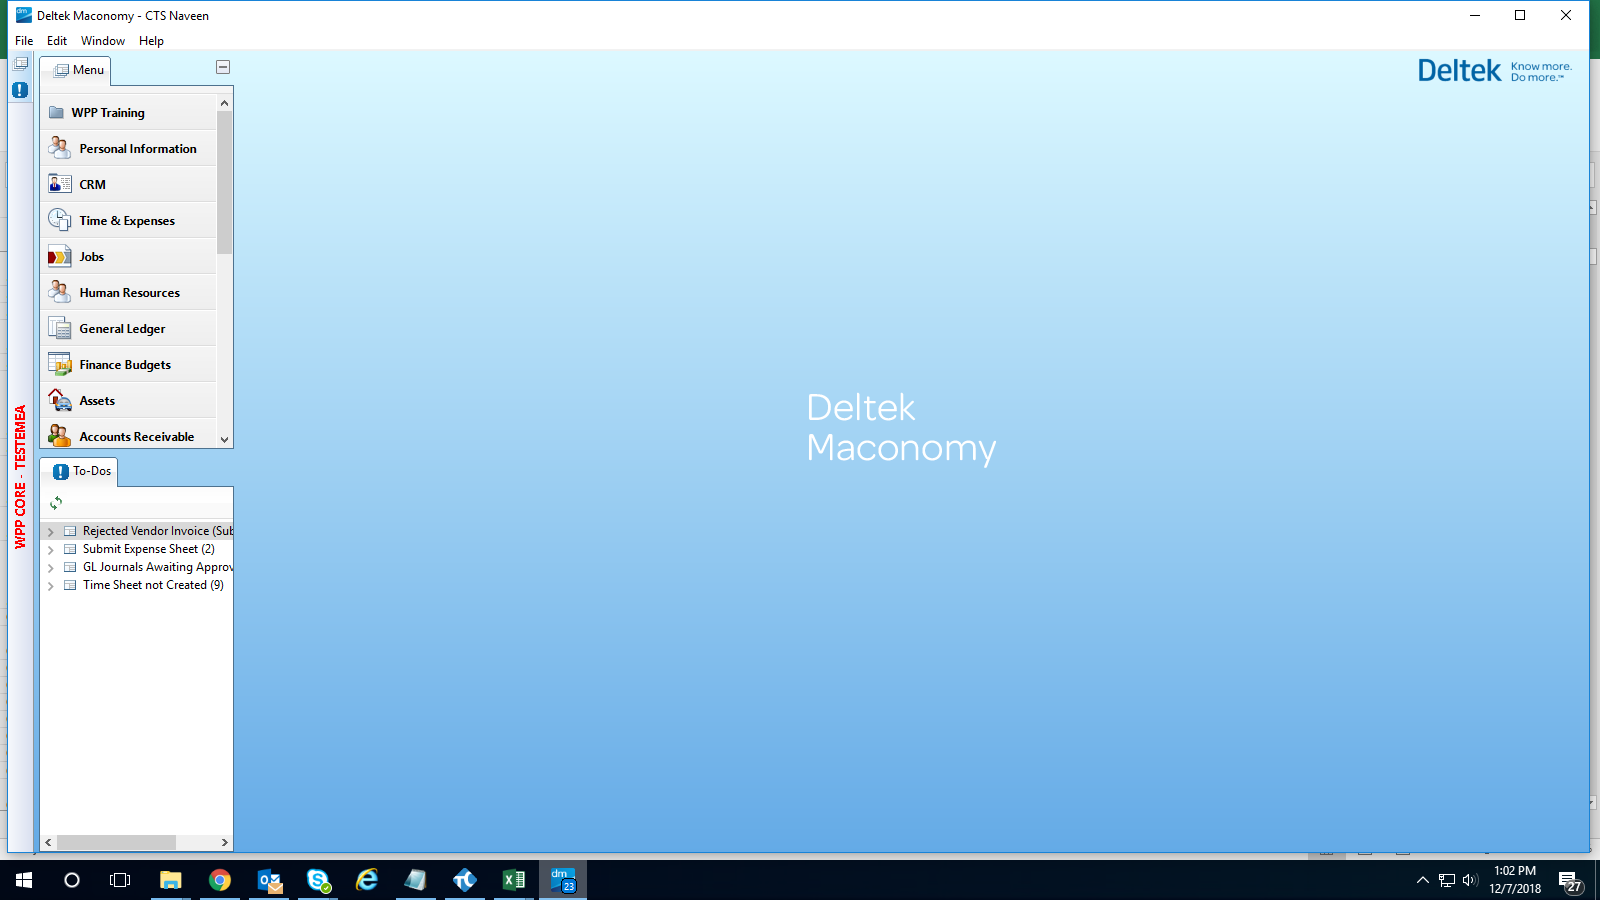 Deltek Maconomy - CTS Naveen
File Edit Window Help
Menu
Deltek Know more.
Do more.™
WPP Training
Personal Information
CRM
Time & Expenses
Jobs
Human Resources
General Ledger
Finance Budgets
Assets
Accounts Receivable
WPP CORE - TESTEMEA
Deltek
Maconomy
To-Dos
Rejected Vendor Invoice (Sub
Submit Expense Sheet (2)
GL Journals Awaiting Approv
Time Sheet not Created (9)
dm
23
1:02 PM
12/7/2018
27